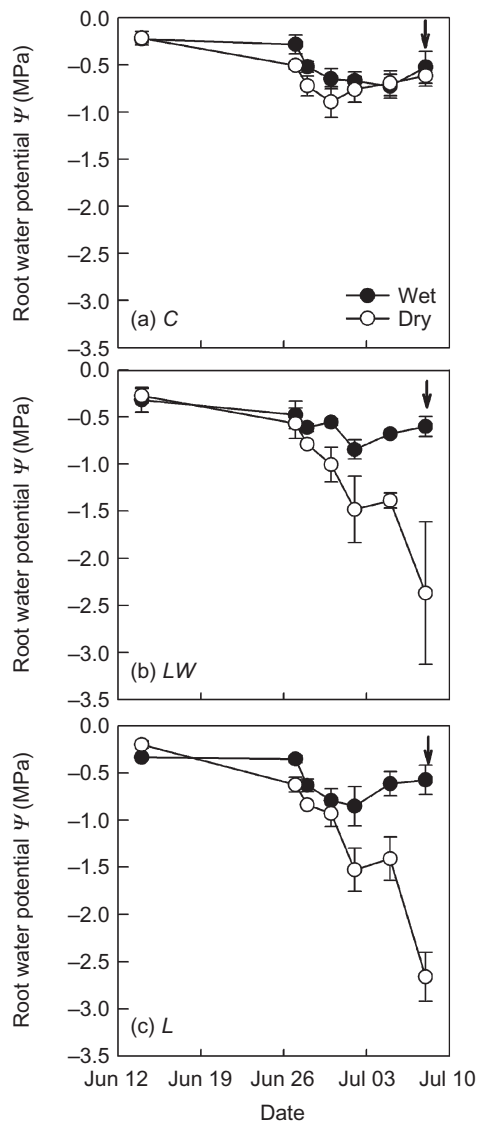 Root water potential Ψ (MPa)
0.0
−0.5
−1.0
−1.5
−2.0
−2.5
−3.0
−3.5
Wet
Dry
(a) C
Root water potential Ψ (MPa)
0.0
−0.5
−1.0
−1.5
−2.0
−2.5
−3.0
−3.5
(b) LW
Root water potential Ψ (MPa)
0.0
−0.5
−1.0
−1.5
−2.0
−2.5
−3.0
−3.5
(c) L
Jun 12 Jun 19 Jun 26 Jul 03 Jul 10
Date